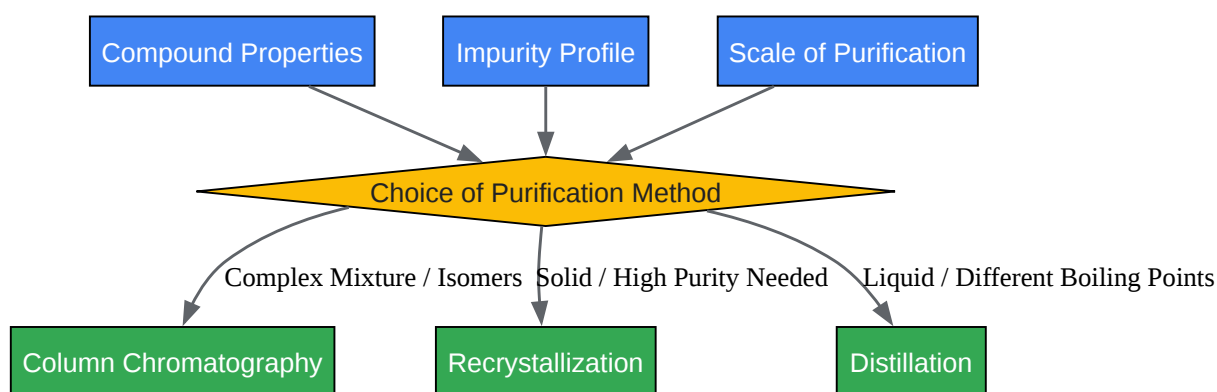 Compound Properties
Impurity Profile
Scale of Purification
Choice of Purification Method
Complex Mixture / Isomers
Solid / High Purity Needed
Liquid / Different Boiling Points
Column Chromatography
Recrystallization
Distillation